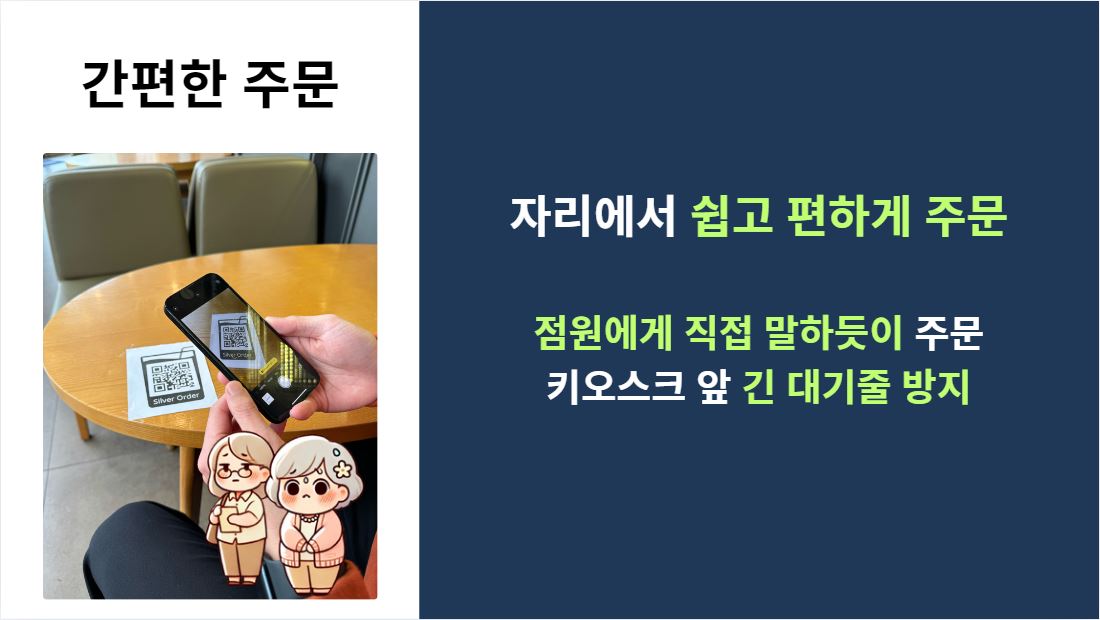 간편한 주문
Silver Order
Silver Order
자리에서 쉽고 편하게 주문
점원에게 직접 말하듯이 주문
키오스크 앞 긴 대기줄 방지